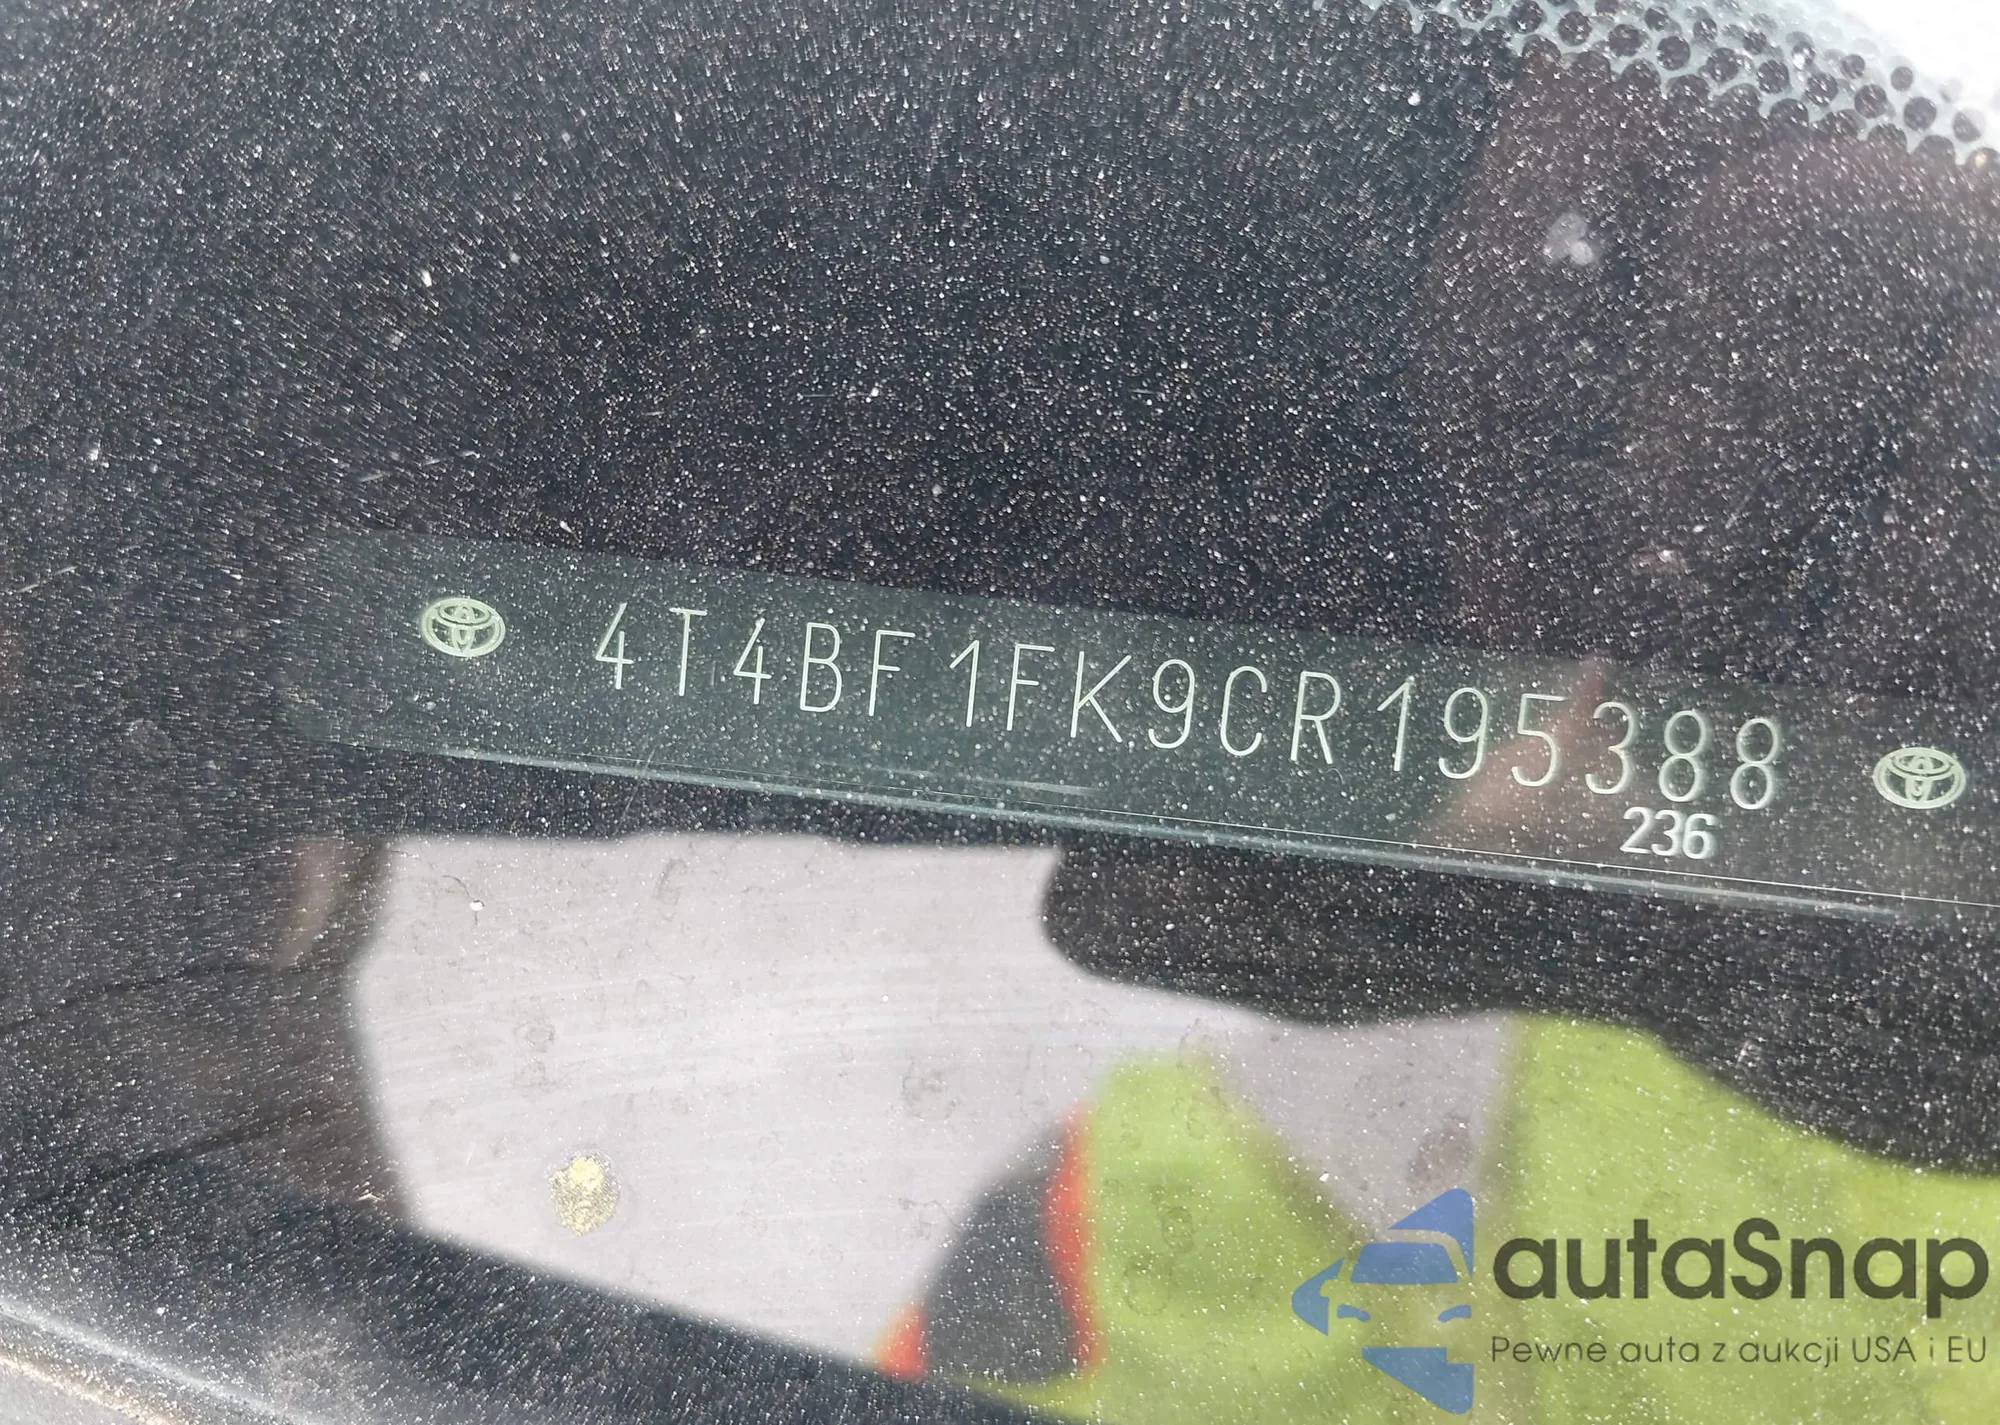 4T4BF1FK9CR195388
236
autaSnap
Pewne auta z aukcji USA i EU